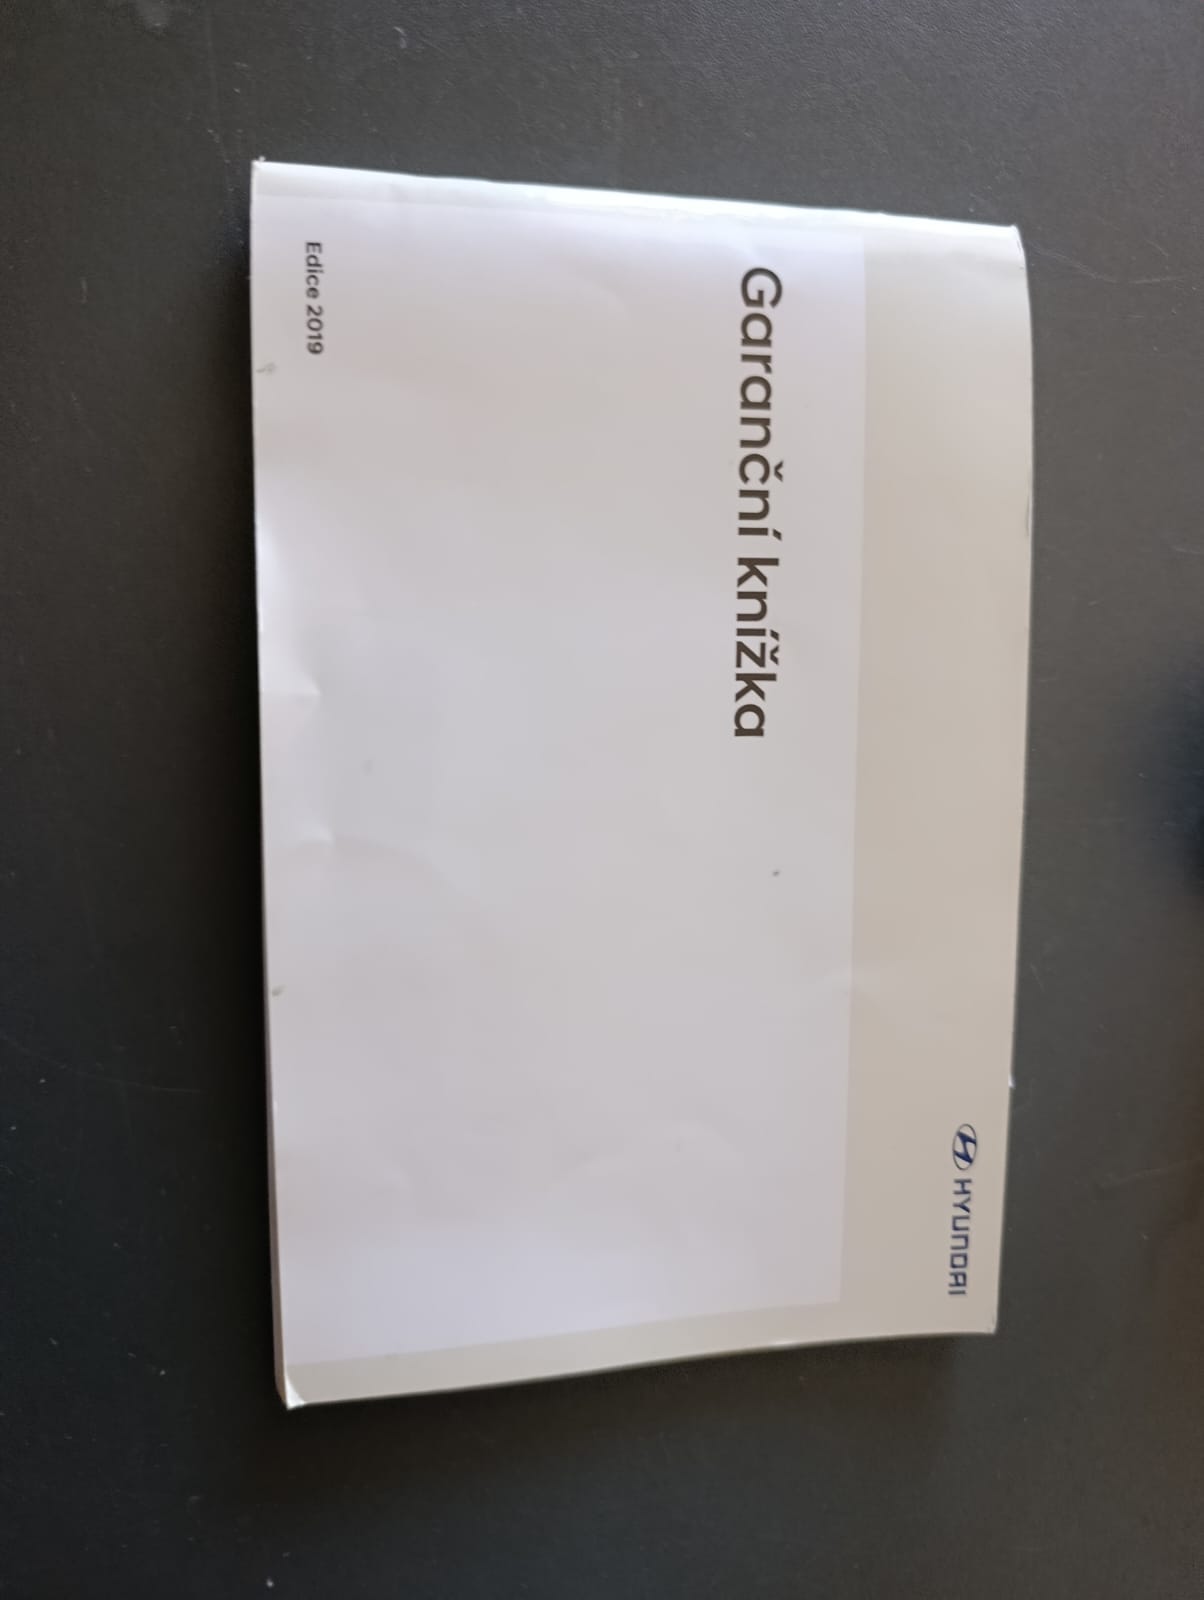 HYUNDAI
Garanční knížka
Edice 2019